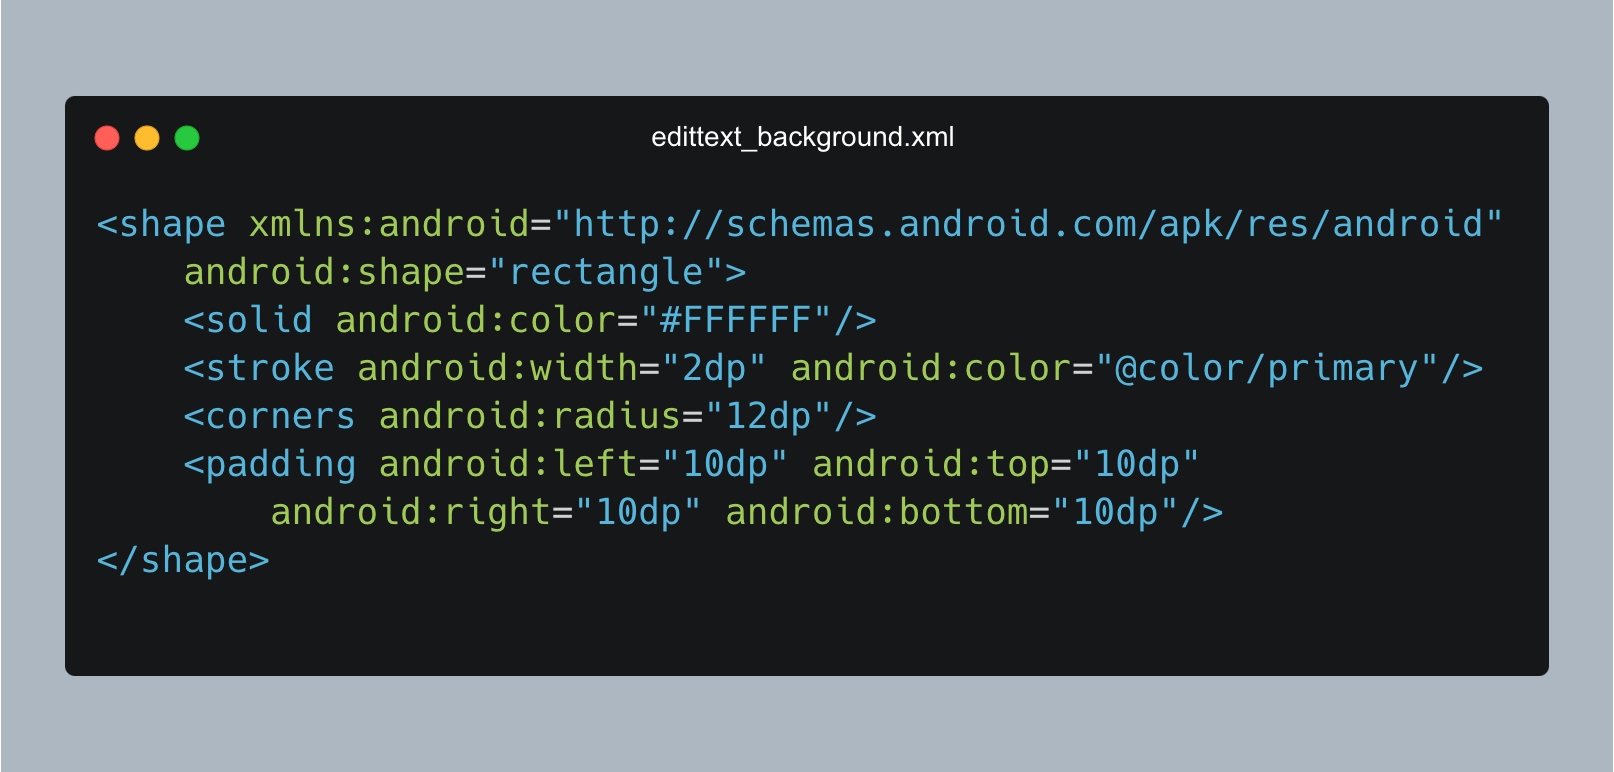 edittext_background.xml
<shape xmlns:android="http://schemas.android.com/apk/res/android"
    android:shape="rectangle">
    <solid android:color="#FFFFFF"/>
    <stroke android:width="2dp" android:color="@color/primary"/>
    <corners android:radius="12dp"/>
    <padding android:left="10dp" android:top="10dp"
        android:right="10dp" android:bottom="10dp"/>
</shape>